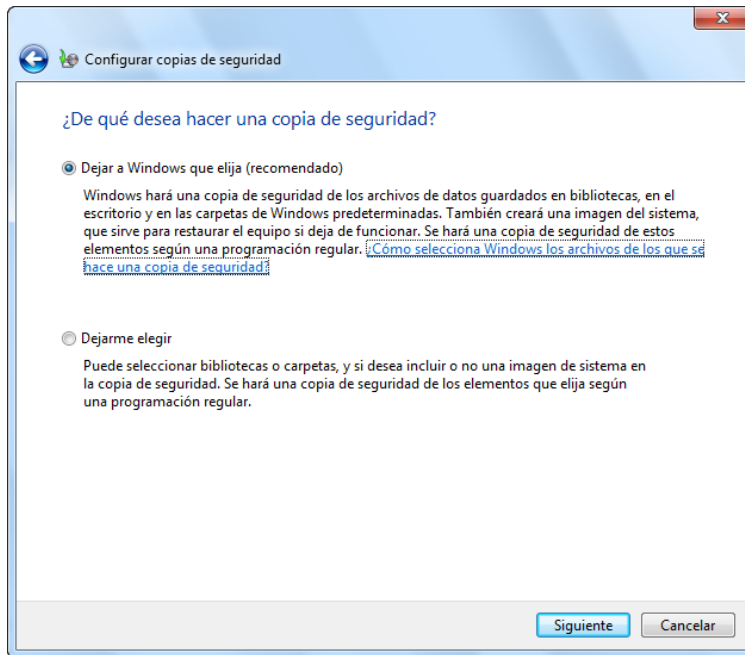 Configurar copias de seguridad
¿De qué desea hacer una copia de seguridad?
Dejar a Windows que elija (recomendado)
Windows hará una copia de seguridad de los archivos de datos guardados en bibliotecas, en el
escritorio y en las carpetas de Windows predeterminadas. También creará una imagen del sistema,
que sirve para restaurar el equipo si deja de funcionar. Se hará una copia de seguridad de estos
elementos según una programación regular. ¿Cómo selecciona Windows los archivos de los que se
hace una copia de seguridad?
Dejarme elegir
Puede seleccionar bibliotecas o carpetas, y si desea incluir o no una imagen de sistema en
la copia de seguridad. Se hará una copia de seguridad de los elementos que elija según
una programación regular.
Siguiente Cancelar